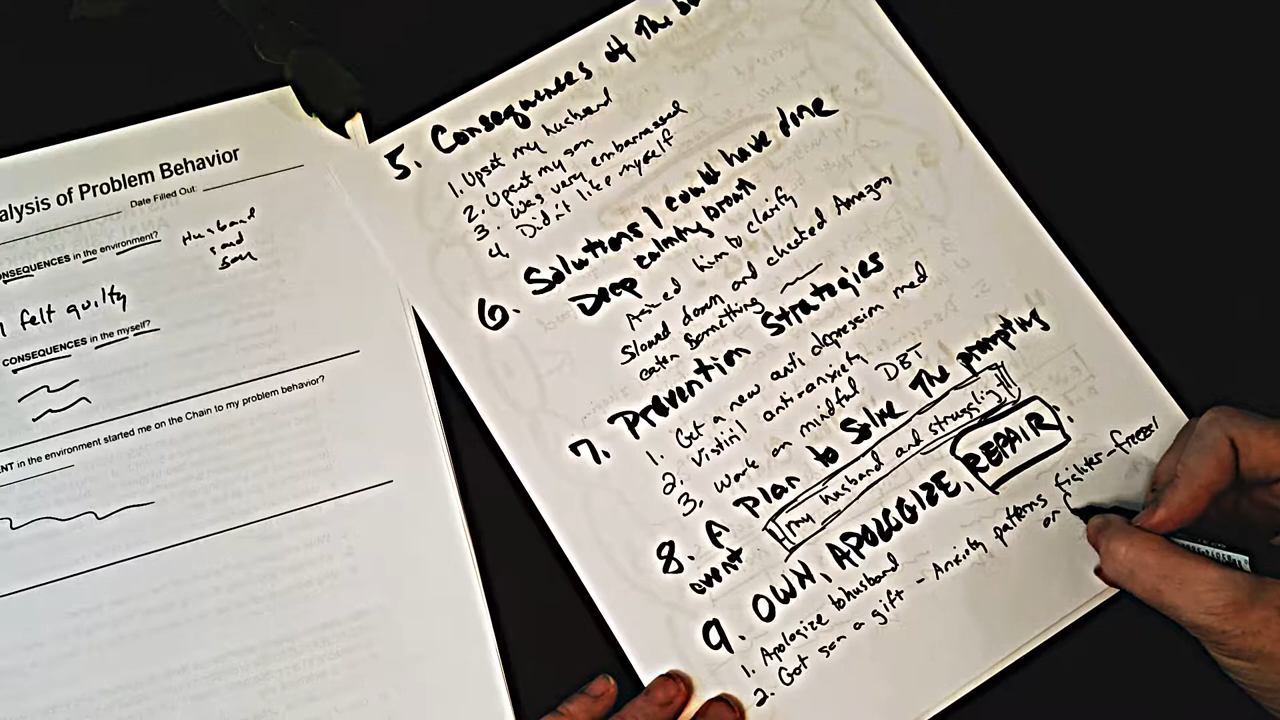 alysis of Problem Behavior
Date Filled Out:
NSEQUENCES in the environment?
Husband
and
son
I felt guilty
CONSEQUENCES in the myself?
ENT in the environment started me on the Chain to my problem behavior?
5. Consequences of the
1. Upset my husband
2. Upset my son
3. Was very embarrassed
4 Didn't like myself
6. Solutions I could have done
Deep calming breath
Asked him to clarify
Slowed down and checked Amazon
eaten something
7. Prevention Strategies
1. Get a new anti depression med
2. Vistiril anti-anxiety
3. Work on mindful DBT
8. A Plan to Solve The prompting
event
my husband and struggling
9. OWN, APOLOGIZE, REPAIR.
1. Apologize to husband
2. Got son a gift - Anxiety patterns fighter-freezer
or